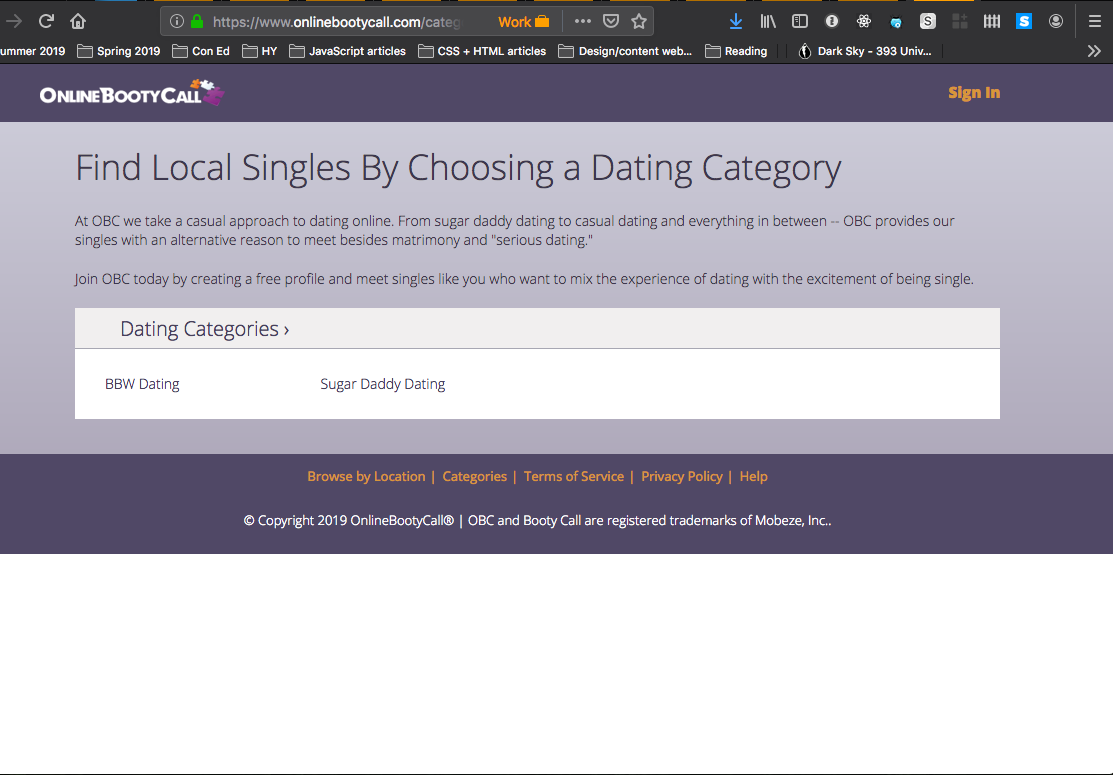 https://www.onlinebootycall.com/categ
Work
S
S
ummer 2019 Spring 2019 Con Ed HY JavaScript articles CSS + HTML articles Design/content web... Reading Dark Sky - 393 Univ...
ONLINEBOOTYCALL
Sign In
Find Local Singles By Choosing a Dating Category
At OBC we take a casual approach to dating online. From sugar daddy dating to casual dating and everything in between -- OBC provides our
singles with an alternative reason to meet besides matrimony and "serious dating."
Join OBC today by creating a free profile and meet singles like you who want to mix the experience of dating with the excitement of being single.
Dating Categories ›
BBW Dating Sugar Daddy Dating
Browse by Location | Categories | Terms of Service | Privacy Policy | Help
© Copyright 2019 OnlineBootyCall® | OBC and Booty Call are registered trademarks of Mobeze, Inc..